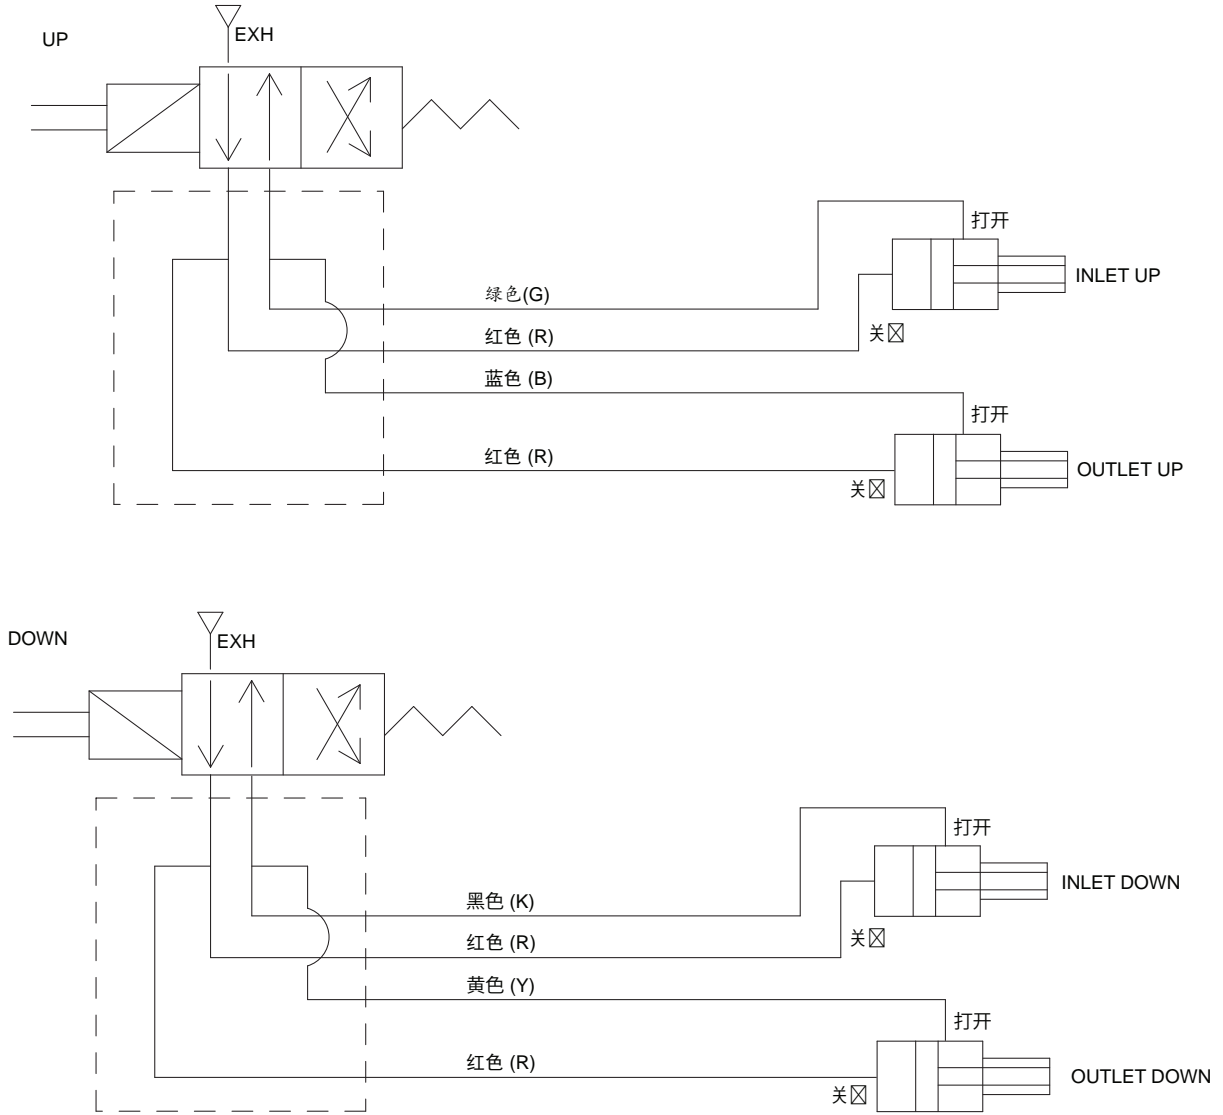 UP
EXH
打开
INLET UP
绿色(G)
红色 (R)
关
蓝色 (B)
打开
红色 (R)
OUTLET UP
关
DOWN
EXH
打开
INLET DOWN
黑色 (K)
红色 (R)
关
黄色 (Y)
打开
红色 (R)
OUTLET DOWN
关